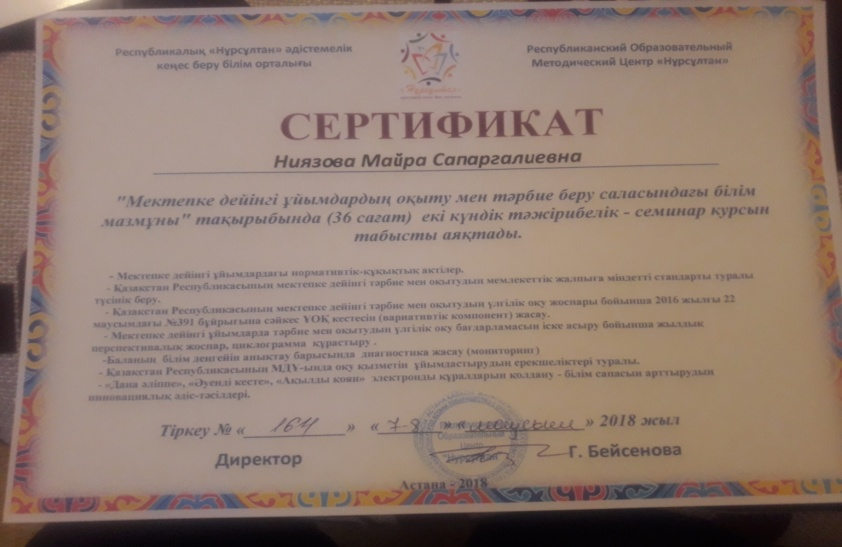 Республикалық «Нұрсұлтан» әдістемелік
кеңес беру білім орталығы
Республиканский Образовательный
Методический Центр «Нурсултан»
«Нұрсұлтан»
СЕРТИФИКАТ
Ниязова Майра Сапаргалиевна
"Мектепке дейінгі ұйымдардың оқыту мен тәрбие беру саласындағы білім
мазмұны" тақырыбында (36 сағат) екі күндік тәжірибелік - семинар курсын
табысты аяқтады.
- Мектепке дейінгі ұйымдардағы нормативтік-құқықтық актілер.
- Қазақстан Республикасының мектепке дейінгі тәрбие мен оқытудың мемлекеттік жалпыға міндетті стандарты туралы
түсінік беру.
- Қазақстан Республикасының мектепке дейінгі тәрбие мен оқытудың үлгілік оқу жоспары бойынша 2016 жылғы 22
маусымдағы №391 бұйрығына сәйкес ҰОҚ кестесін (вариативтік компонент) жасау.
- Мектепке дейінгі ұйымдарда тәрбие мен оқытудың үлгілік оқу бағдарламасын іске асыру бойынша жылдық
перспективалық жоспар, циклограмма құрастыру .
-Баланың білім деңгейін анықтау барысында диагностика жасау (мониторинг)
- Қазақстан Республикасының МДҰ-ында оқу қызметін ұйымдастырудың ерекшеліктері туралы.
- «Дана әліппе», «Әуенді кесте», «Ақылды қоян» электронды құралдарын қолдану - білім сапасын арттырудың
инновациялық әдіс-тәсілдері.
Тіркеу № « 164 » « 7-8 » « маусым » 2018 жыл
Образовательный
Центр
"Нурсултан"
Директор Г. Бейсенова
Астана - 2018